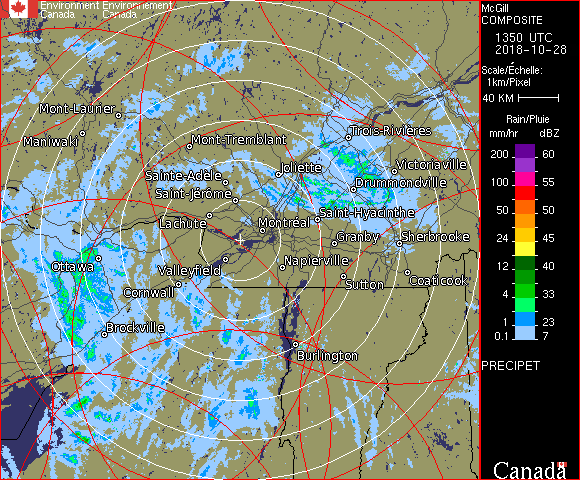 Environment Environnement
Canada Canada
McGill
COMPOSITE
1350 UTC
2018-10-28
Scale/Échelle:
1km/Pixel
40 KM
Rain/Pluie
mm/hr dBZ
200 60
100 55
50 50
24 45
12 40
8 33
4 33
1 23
0.1 7
PRECIPET
Canada
Mont-Laurier
Maniwaki
Mont-Tremblant
Trois-Rivières
Joliette
Victoriaville
Sainte-Adèle
Drummondville
Saint-Jérôme
Lachute
Saint-Hyacinthe
Montréal
Granby
Sherbrooke
Ottawa
Valleyfield
Napierville
Cornwall
Sutton
Coaticook
Brockville
Burlington